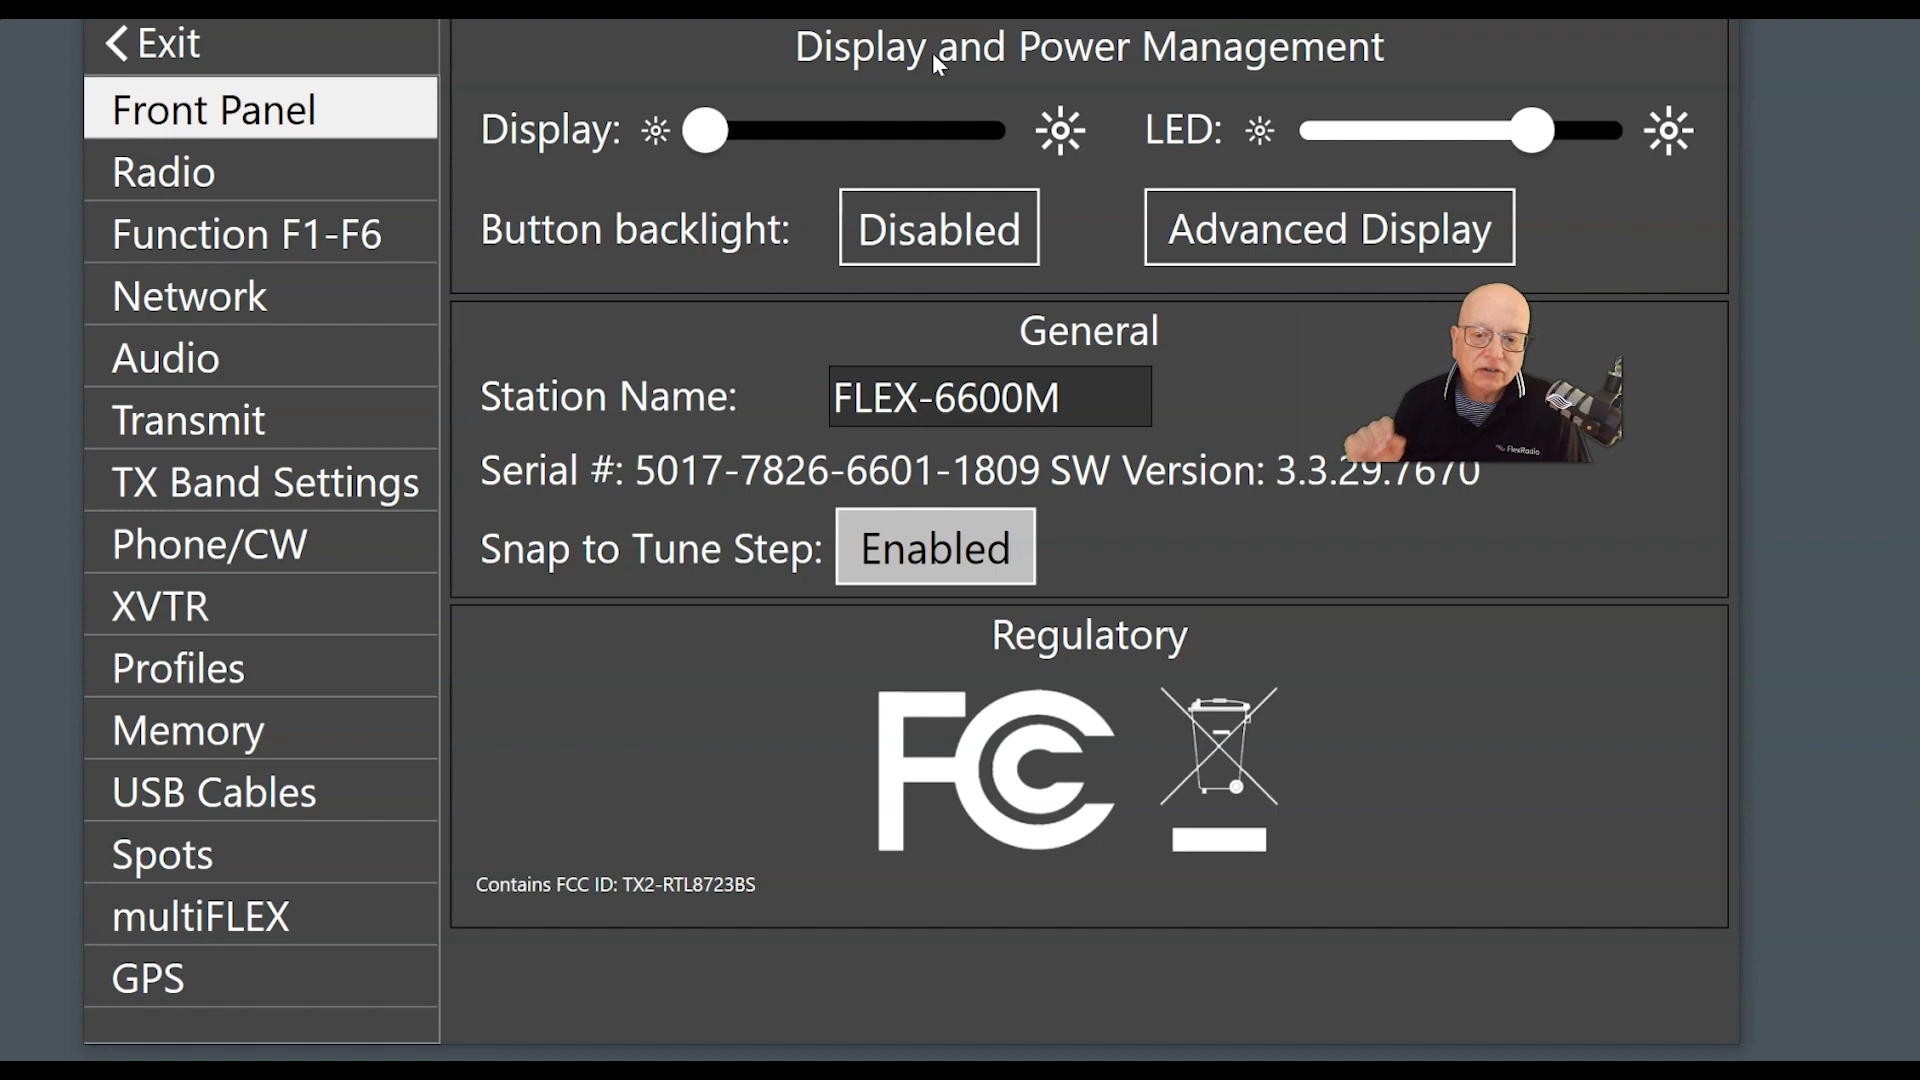 Exit
Front Panel
Radio
Function F1-F6
Network
Audio
Transmit
TX Band Settings
Phone/CW
XVTR
Profiles
Memory
USB Cables
Spots
multiFLEX
GPS
Display and Power Management
Display:
LED:
Button backlight: Disabled
Advanced Display
General
Station Name: FLEX-6600M
FlexRadio
Serial #: 5017-7826-6601-1809 SW Version: 3.3.29.7670
Snap to Tune Step: Enabled
Regulatory
FC
Contains FCC ID: TX2-RTL8723BS